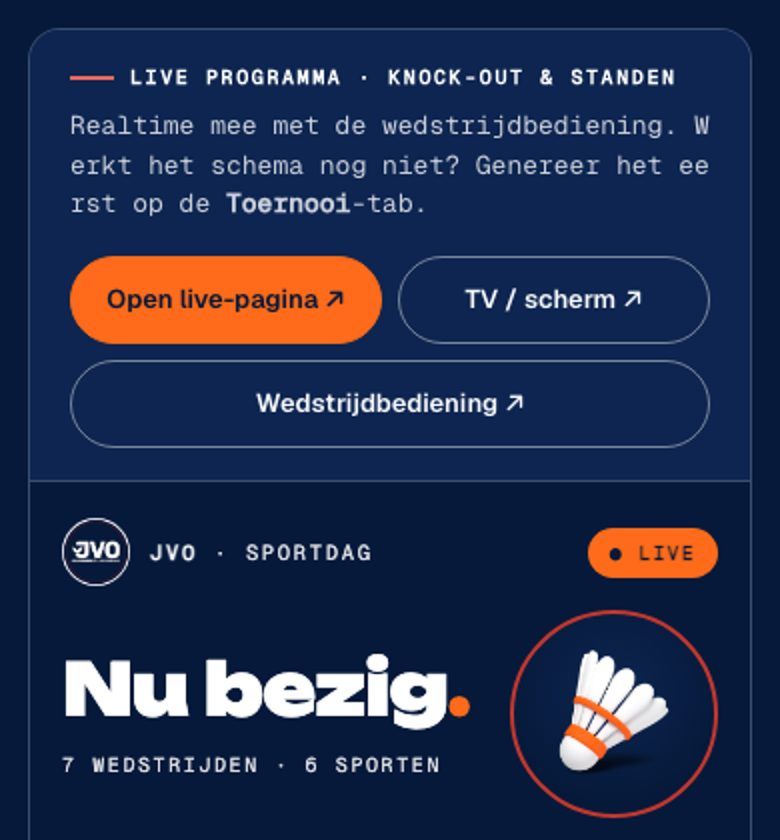 LIVE PROGRAMMA · KNOCK-OUT & STANDEN
Realtime mee met de wedstrijdbediening. W
erkt het schema nog niet? Genereer het ee
rst op de Toernooi-tab.
Open live-pagina ↗
TV / scherm ↗
Wedstrijdbediening ↗
JVO
JVO · SPORTDAG
● LIVE
Nu bezig.
7 WEDSTRIJDEN · 6 SPORTEN